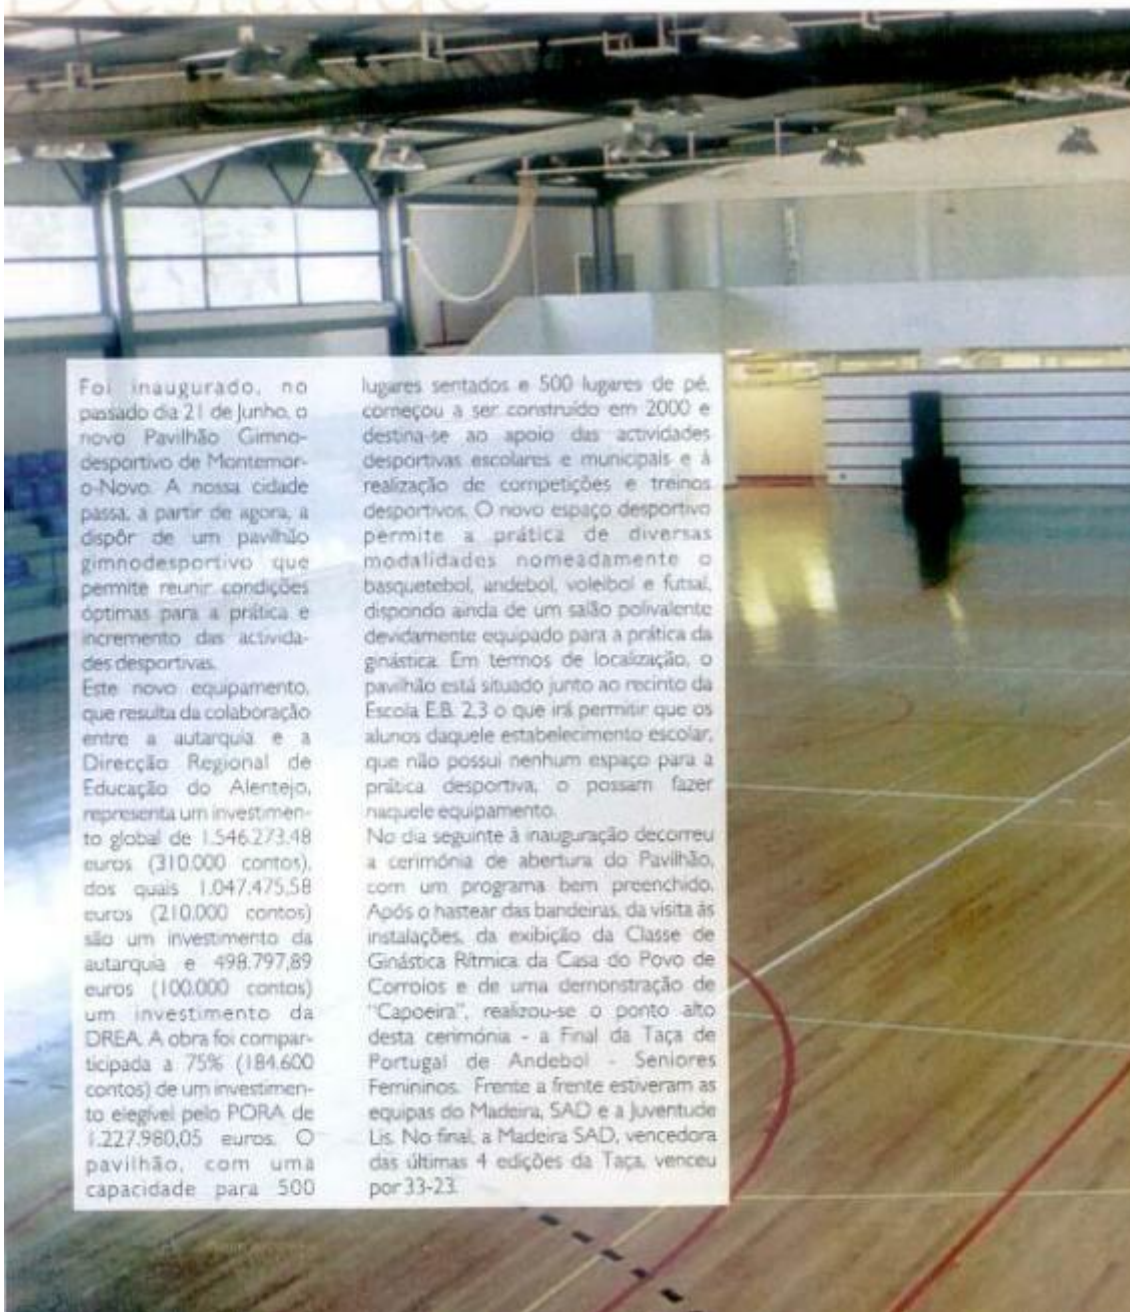 Destaque
Foi inaugurado, no
passado dia 21 de Junho, o
novo Pavilhão Gimno-
desportivo de Montemor-
o-Novo. A nossa cidade
passa, a partir de agora, a
dispôr de um pavilhão
gimnodesportivo que
permite reunir condições
óptimas para a prática e
incremento das activida-
des desportivas.
Este novo equipamento,
que resulta da colaboração
entre a autarquia e a
Direcção Regional de
Educação do Alentejo,
representa um investimen-
to global de 1.546.273,48
euros (310.000 contos),
dos quais 1.047.475,58
euros (210.000 contos)
são um investimento da
autarquia e 498.797,89
euros (100.000 contos)
um investimento da
DREA. A obra foi compar-
ticipada a 75% (184.600
contos) de um investimen-
to elegível pelo PORA de
1.227.980,05 euros. O
pavilhão, com uma
capacidade para 500
lugares sentados e 500 lugares de pé,
começou a ser construído em 2000 e
destina-se ao apoio das actividades
desportivas escolares e municipais e à
realização de competições e treinos
desportivos. O novo espaço desportivo
permite a prática de diversas
modalidades nomeadamente o
basquetebol, andebol, voleibol e futsal,
dispondo ainda de um salão polivalente
devidamente equipado para a prática da
ginástica. Em termos de localização, o
pavilhão está situado junto ao recinto da
Escola E.B. 2,3 o que irá permitir que os
alunos daquele estabelecimento escolar,
que não possui nenhum espaço para a
prática desportiva, o possam fazer
naquele equipamento.
No dia seguinte à inauguração decorreu
a cerimónia de abertura do Pavilhão,
com um programa bem preenchido.
Após o hastear das bandeiras, da visita às
instalações, da exibição da Classe de
Ginástica Rítmica da Casa do Povo de
Corroios e de uma demonstração de
"Capoeira", realizou-se o ponto alto
desta cerimónia - a Final da Taça de
Portugal de Andebol - Seniores
Femininos. Frente a frente estiveram as
equipas do Madeira, SAD e a Juventude
Lis. No final, a Madeira SAD, vencedora
das últimas 4 edições da Taça, venceu
por 33-23.